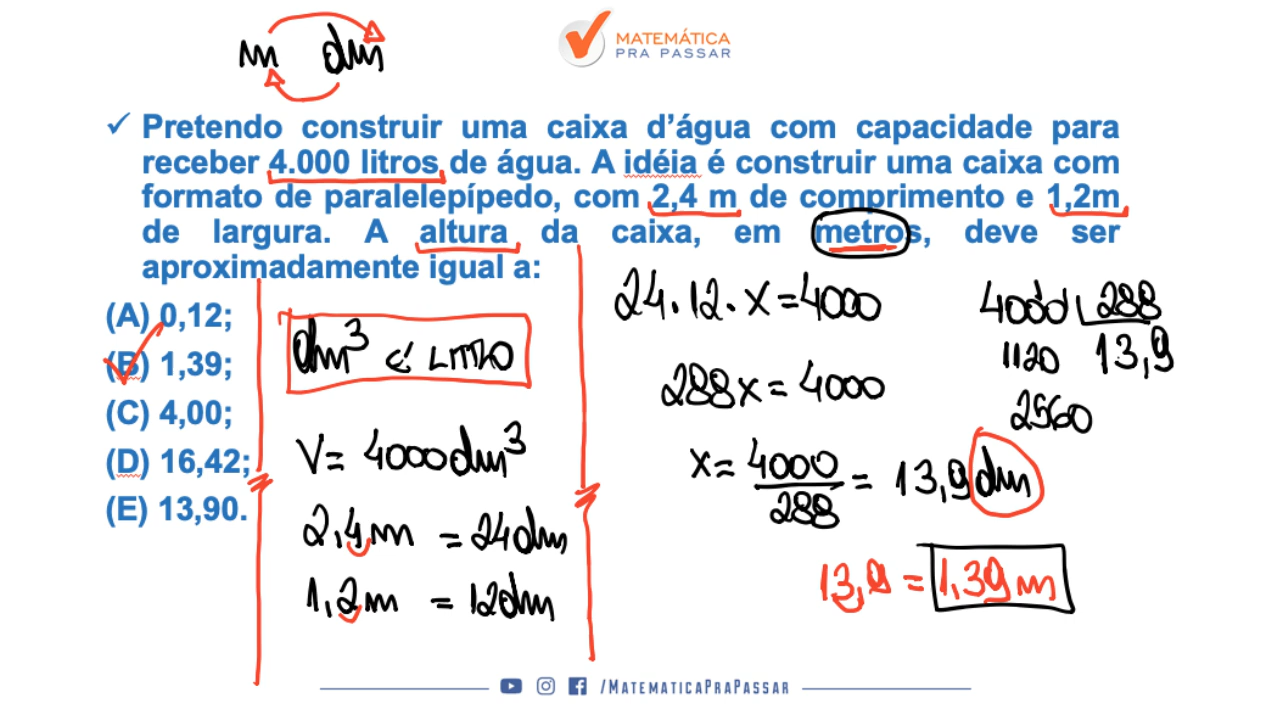 m dm
MATEMÁTICA
PRA PASSAR
✓ Pretendo construir uma caixa d’água com capacidade para
receber 4.000 litros de água. A idéia é construir uma caixa com
formato de paralelepípedo, com 2,4 m de comprimento e 1,2m
de largura. A altura da caixa, em metros, deve ser
aproximadamente igual a:
(A) 0,12;
(B) 1,39;
(C) 4,00;
(D) 16,42;
(E) 13,90.
dm³ é LITRO
V= 4000dm³
2,4m = 24dm
1,2m = 12dm
24.12.x=4000
288x=4000
x= 4000/288 = 13,9dm
4000 288
1120 13,9
2560
13,9 = 1,39m
/MATEMATICAPRAPASSAR